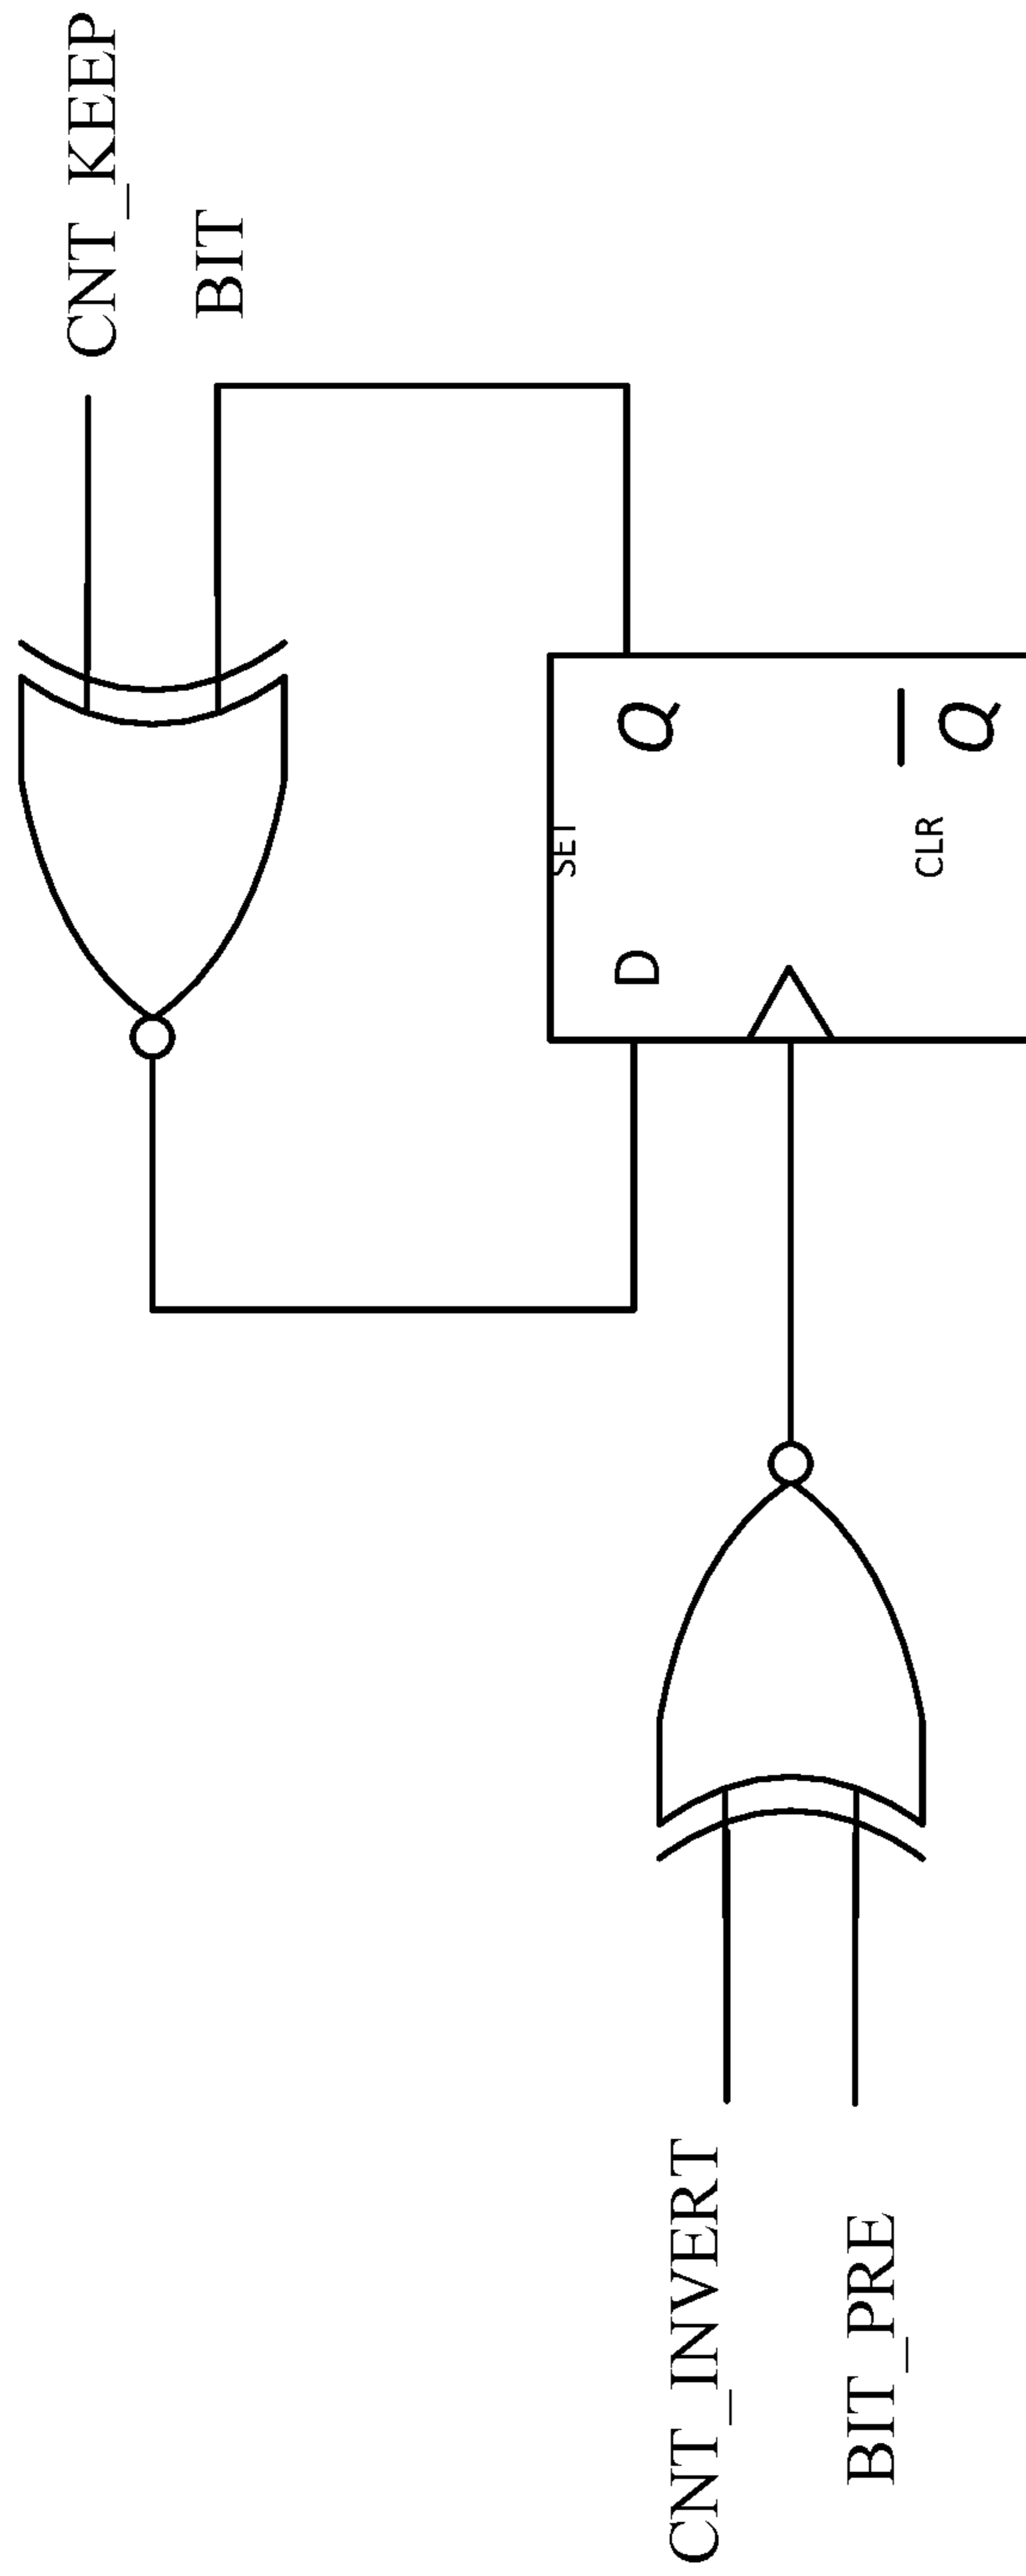 CNT_KEEP
BIT
SET
D
Q
CLR
Q
CNT_INVERT
BIT_PRE